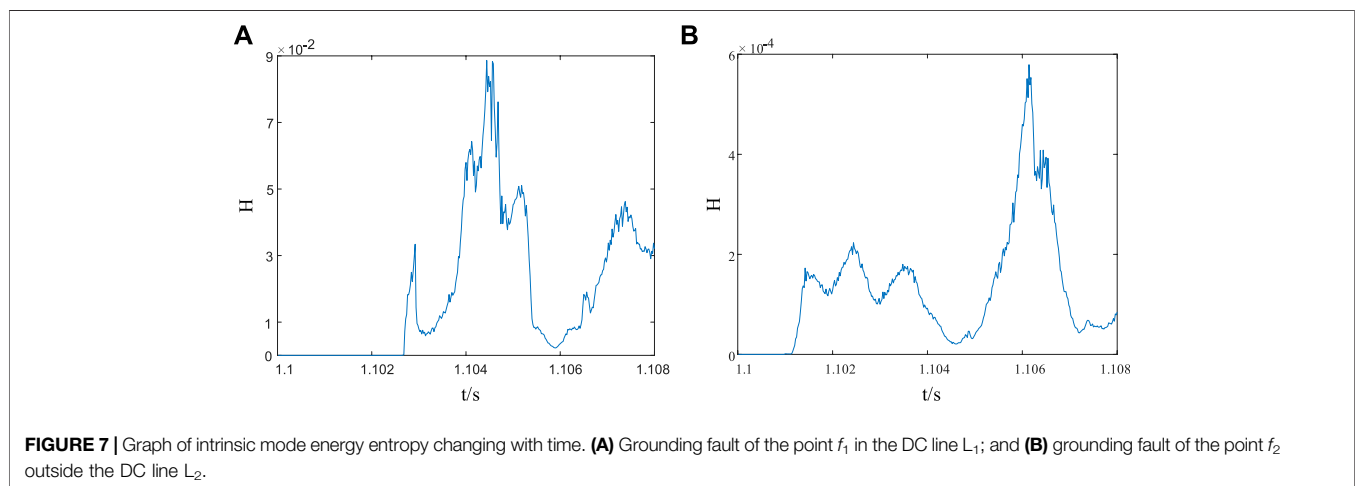 A
B
×10-2
9
7
5
3
1
0
H
1.1
1.102
1.104
1.106
1.108
t/s
6×10-4
4
2
0
H
1.1
1.102
1.104
1.106
1.108
t/s
FIGURE 7 | Graph of intrinsic mode energy entropy changing with time. (A) Grounding fault of the point f1 in the DC line L1; and (B) grounding fault of the point f2
outside the DC line L2.